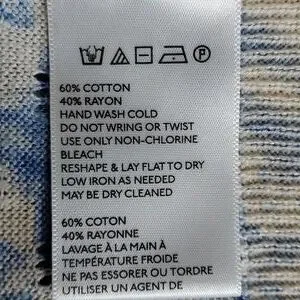 60% COTTON
40% RAYON
HAND WASH COLD
DO NOT WRING OR TWIST
USE ONLY NON-CHLORINE
BLEACH
RESHAPE & LAY FLAT TO DRY
LOW IRON AS NEEDED
MAY BE DRY CLEANED
60% COTON
40% RAYONNE
LAVAGE À LA MAIN À
TEMPÉRATURE FROIDE
NE PAS ESSORER OU TORDRE
UTILISER UN AGENT DE